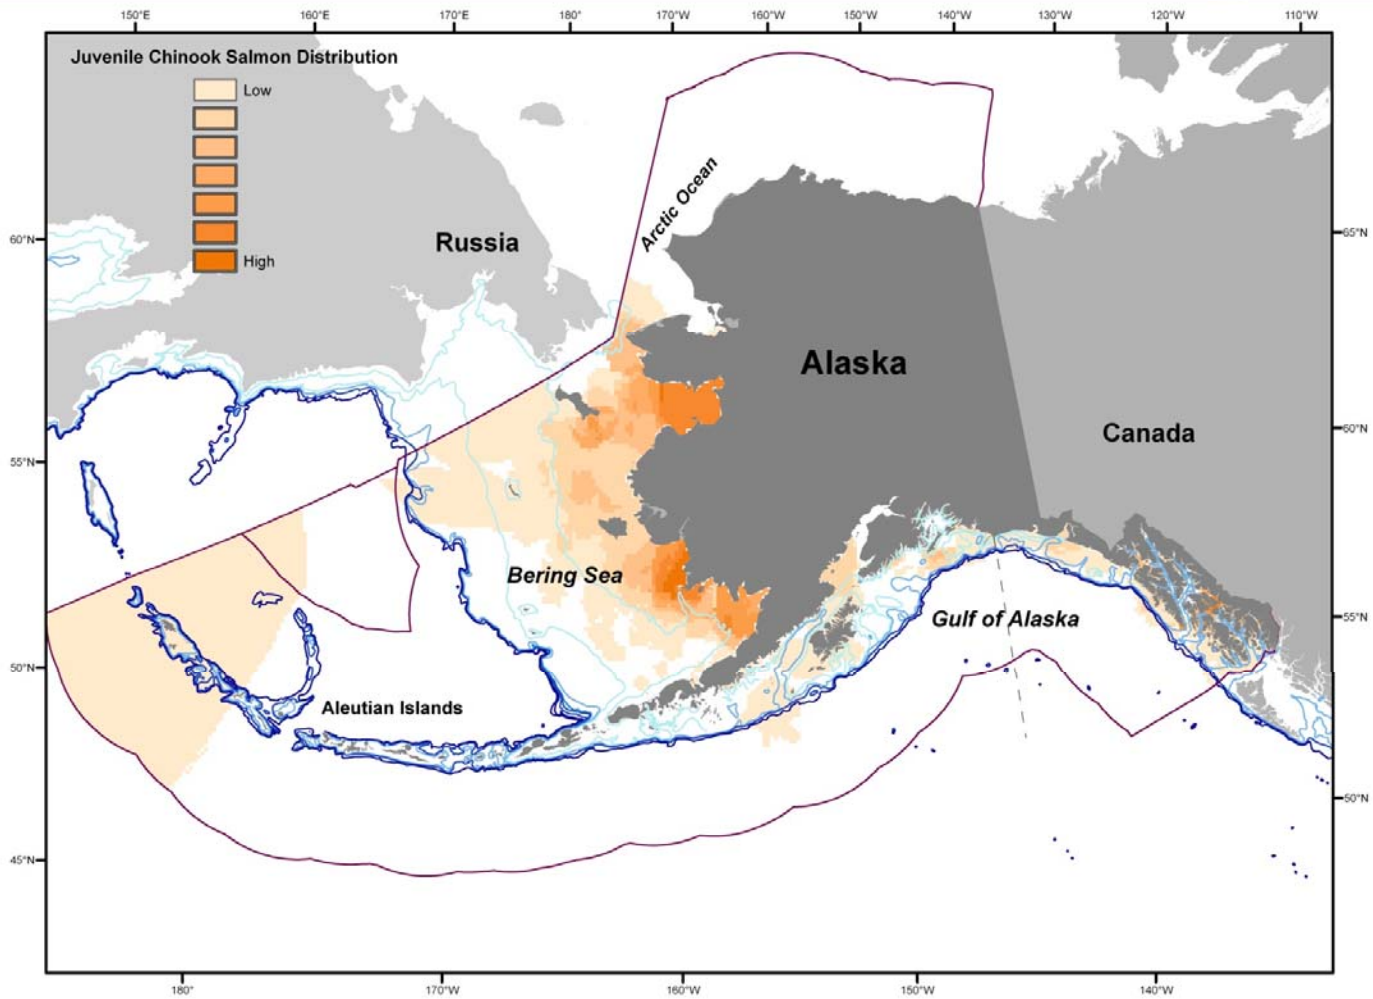 150°E 160°E 170°E 180° 170°W 160°W 150°W 140°W 130°W 120°W 110°W
Juvenile Chinook Salmon Distribution
Low
High
Arctic Ocean
60°N
Russia
65°N
Alaska
Canada
60°N
55°N
Bering Sea
Gulf of Alaska
55°N
50°N
Aleutian Islands
50°N
45°N
180° 170°W 160°W 150°W 140°W